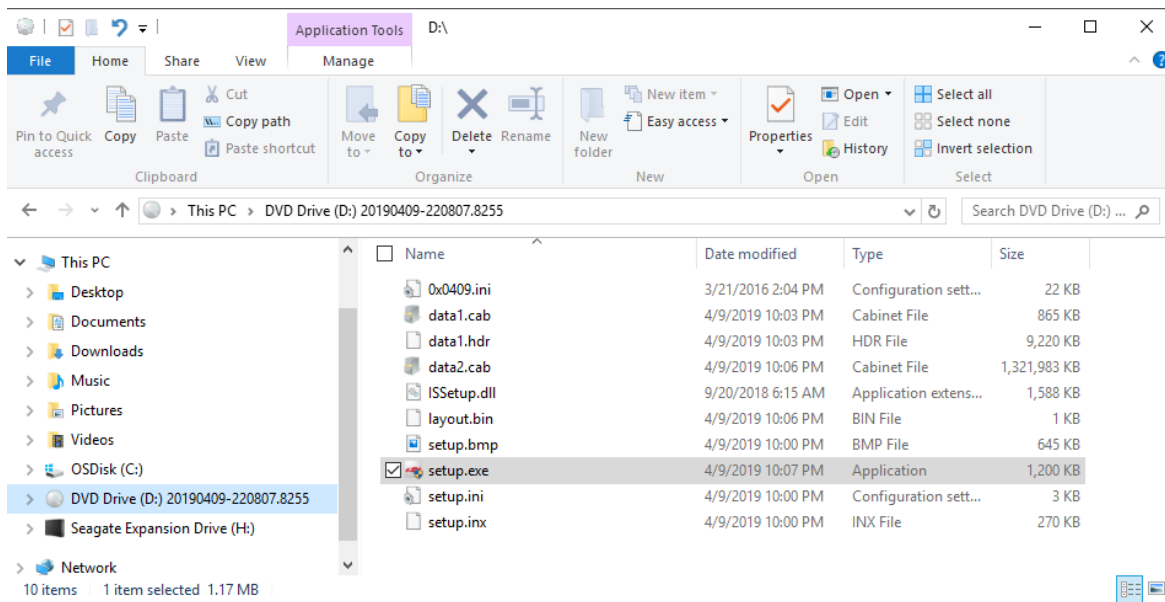 Application Tools D:\
File Home Share View Manage
Pin to Quick access Copy Paste Cut Copy path Paste shortcut Move to Copy to Delete Rename New folder New item Easy access Properties Open Edit History Select all Select none Invert selection
Clipboard Organize New Open Select
This PC > DVD Drive (D:) 20190409-220807.8255 Search DVD Drive (D:) ...
Name Date modified Type Size
This PC
Desktop
Documents
Downloads
Music
Pictures
Videos
OSDisk (C:)
DVD Drive (D:) 20190409-220807.8255
Seagate Expansion Drive (H:)
Network
0x0409.ini 3/21/2016 2:04 PM Configuration sett... 22 KB
data1.cab 4/9/2019 10:03 PM Cabinet File 865 KB
data1.hdr 4/9/2019 10:03 PM HDR File 9,220 KB
data2.cab 4/9/2019 10:06 PM Cabinet File 1,321,983 KB
ISSetup.dll 9/20/2018 6:15 AM Application extens... 1,588 KB
layout.bin 4/9/2019 10:06 PM BIN File 1 KB
setup.bmp 4/9/2019 10:00 PM BMP File 645 KB
setup.exe 4/9/2019 10:07 PM Application 1,200 KB
setup.ini 4/9/2019 10:00 PM Configuration sett... 3 KB
setup.inx 4/9/2019 10:00 PM INX File 270 KB
10 items 1 item selected 1.17 MB